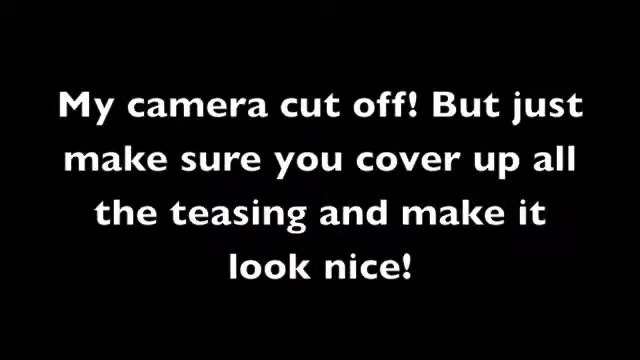 My camera cut off! But just
make sure you cover up all
the teasing and make it
look nice!